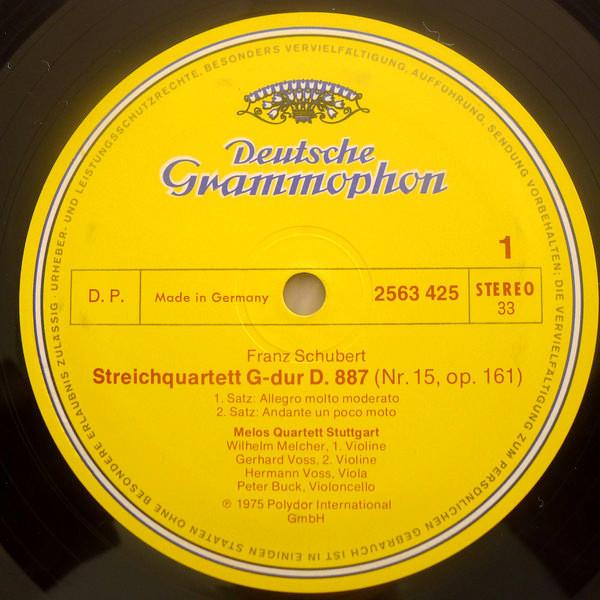 URHEBER- UND LEISTUNGSSCHUTZRECHTE, BESONDERS VERVIELFÄLTIGUNG, AUFFÜHRUNG, SENDUNG VORBEHALTEN; DIE VERVIELFÄLTIGUNG ZUM PERSÖNLICHEN GEBRAUCH IST IN EINIGEN STAATEN OHNE BESONDERE ERLAUBNIS ZULÄSSIG ·
Deutsche
Grammophon
1
D. P. Made in Germany 2563 425 STEREO
33
Franz Schubert
Streichquartett G-dur D. 887 (Nr. 15, op. 161)
1. Satz: Allegro molto moderato
2. Satz: Andante un poco moto
Melos Quartett Stuttgart
Wilhelm Melcher, 1. Violine
Gerhard Voss, 2. Violine
Hermann Voss, Viola
Peter Buck, Violoncello
℗ 1975 Polydor International
GmbH